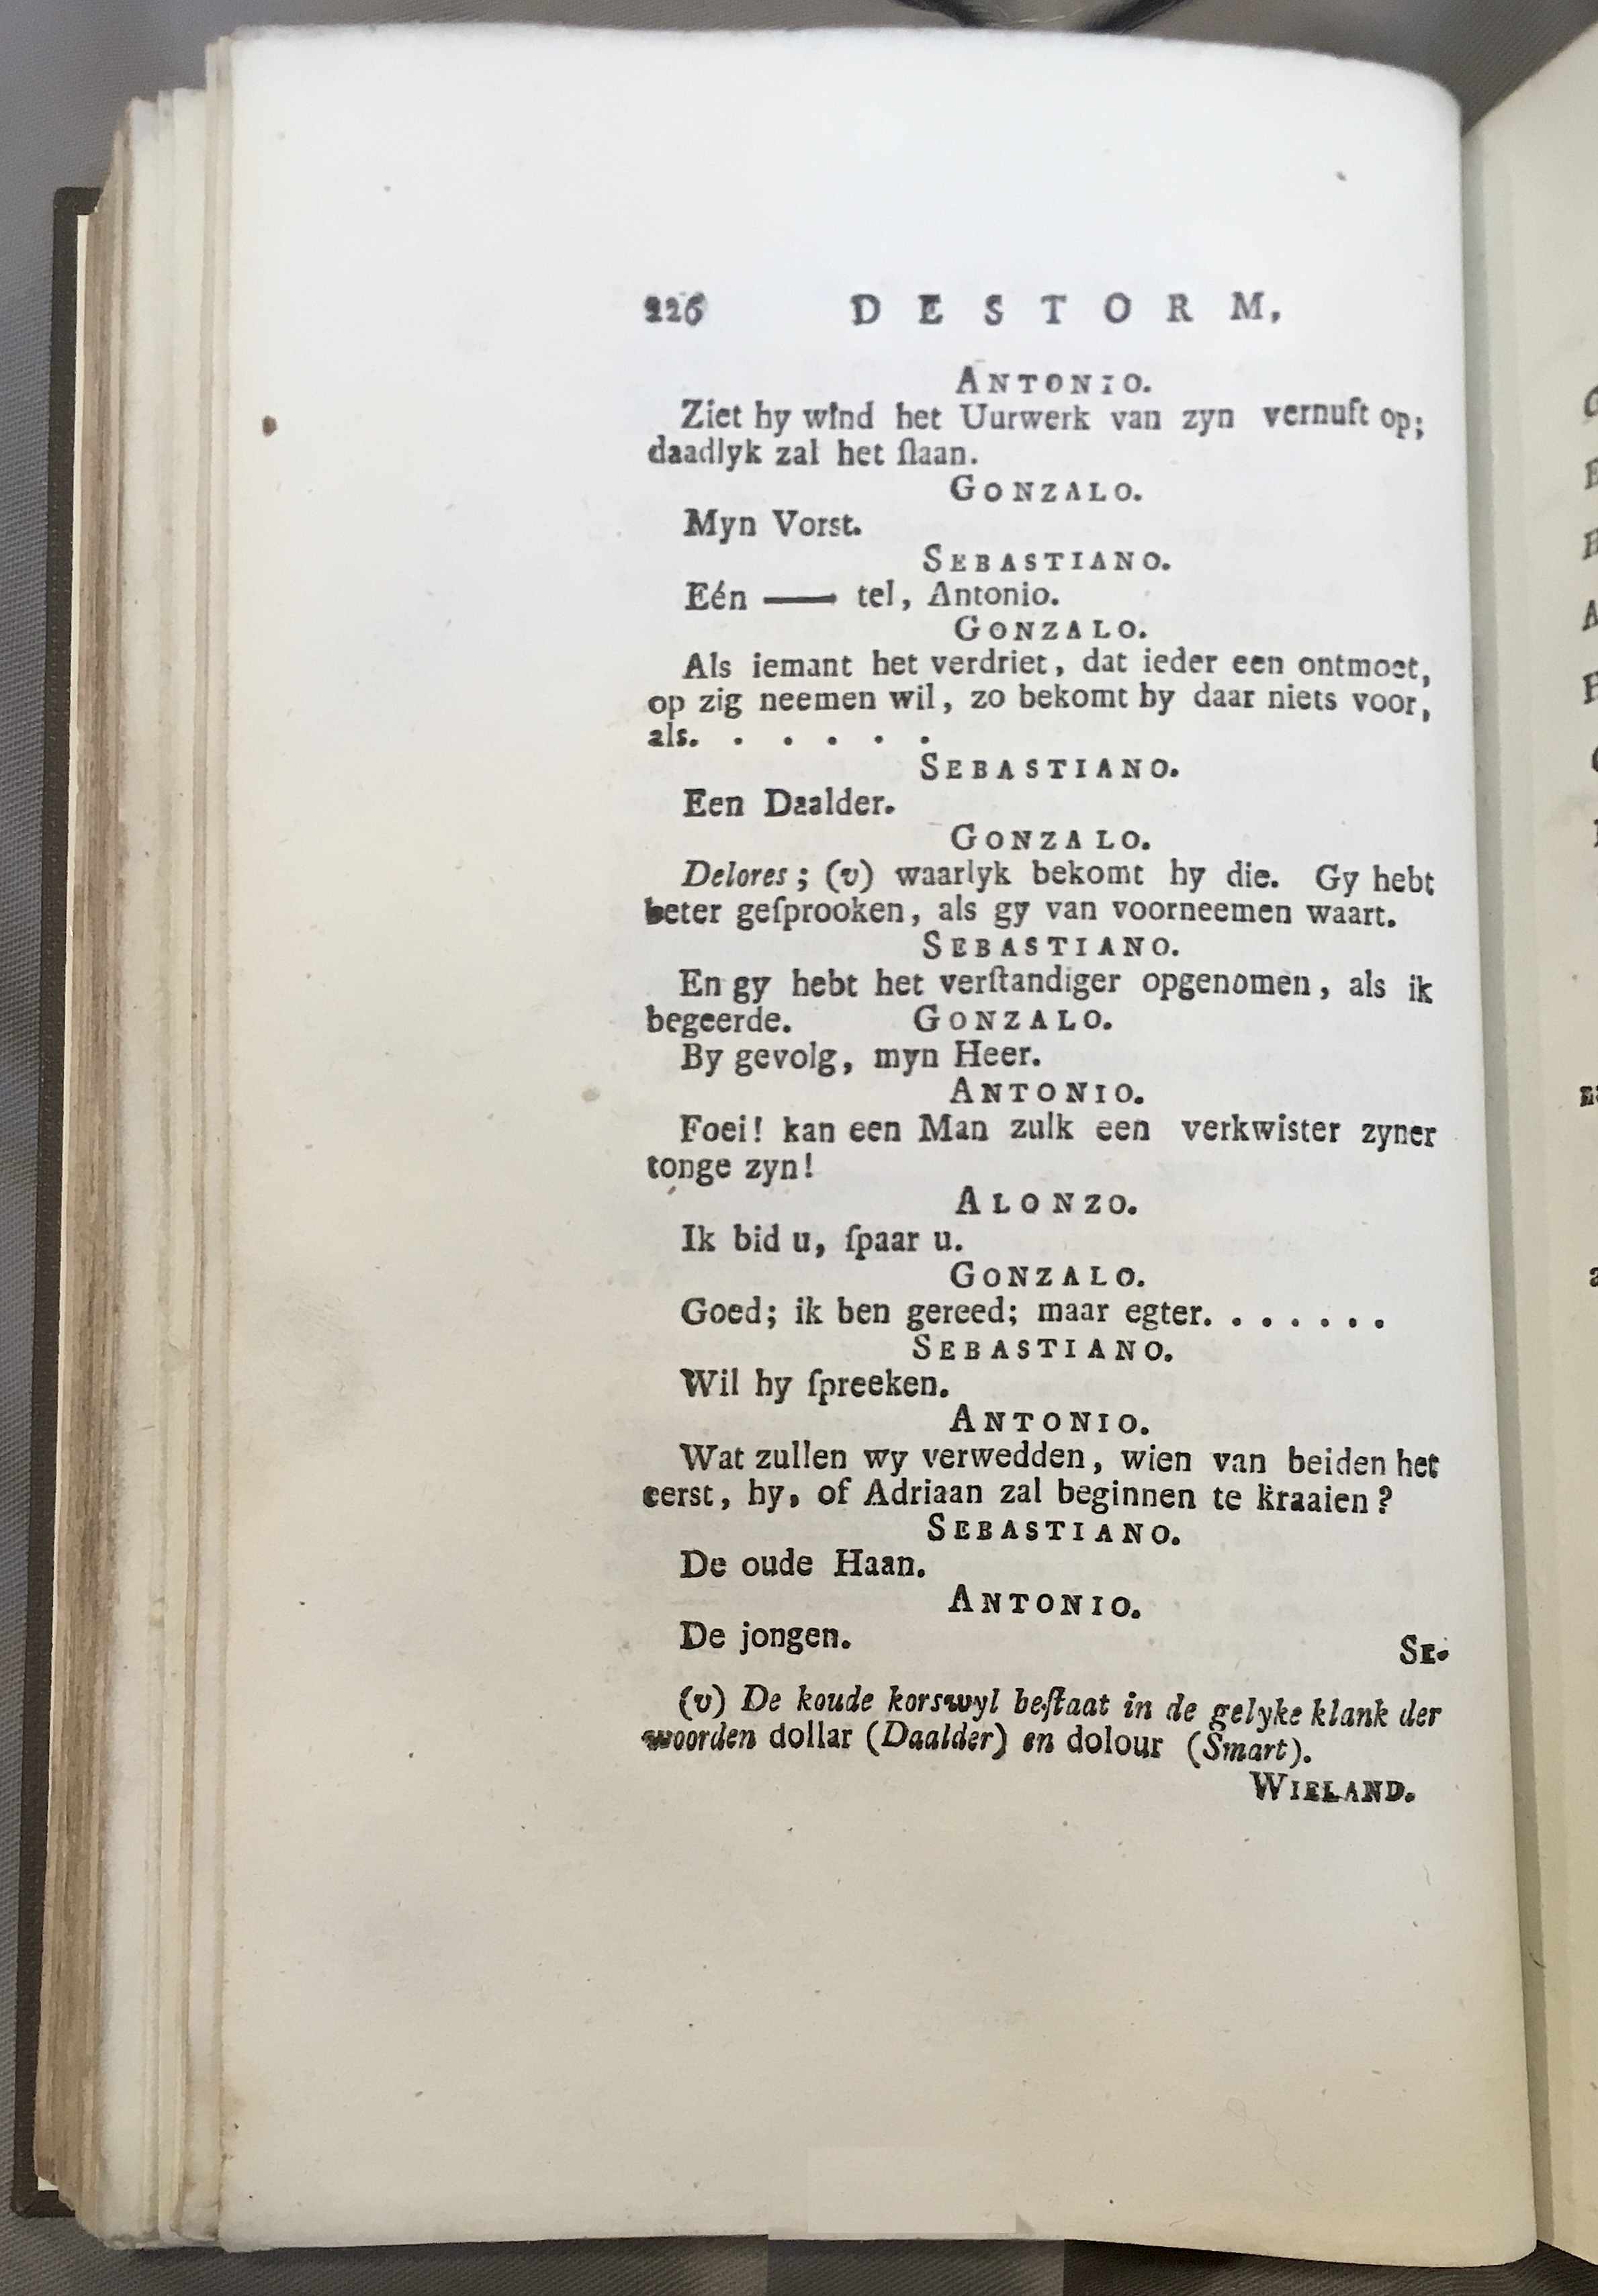 226 DE STORM,
ANTONIO.
Ziet hy wind het Uurwerk van zyn vernuft op;
daadlyk zal het ſlaan.
GONZALO.
Myn Vorst.
SEBASTIANO.
Eén —— tel, Antonio.
GONZALO.
Als iemant het verdriet, dat ieder een ontmoet,
op zig neemen wil, zo bekomt hy daar niets voor,
als. . . . . .
SEBASTIANO.
Een Daalder.
GONZALO.
Delores; (v) waarlyk bekomt hy die. Gy hebt
beter geſprooken, als gy van voorneemen waart.
SEBASTIANO.
En gy hebt het verſtandiger opgenomen, als ik
begeerde. GONZALO.
By gevolg, myn Heer.
ANTONIO.
Foei! kan een Man zulk een verkwister zyner
tonge zyn!
ALONZO.
Ik bid u, ſpaar u.
GONZALO.
Goed; ik ben gereed; maar egter. . . . . . .
SEBASTIANO.
Wil hy ſpreeken.
ANTONIO.
Wat zullen wy verwedden, wien van beiden het
eerst, hy, of Adriaan zal beginnen te kraaien?
SEBASTIANO.
De oude Haan.
ANTONIO.
De jongen.
SE-
(v) De koude korswyl beſtaat in de gelyke klank der
woorden dollar (Daalder) en dolour (Smart).
WIELAND.